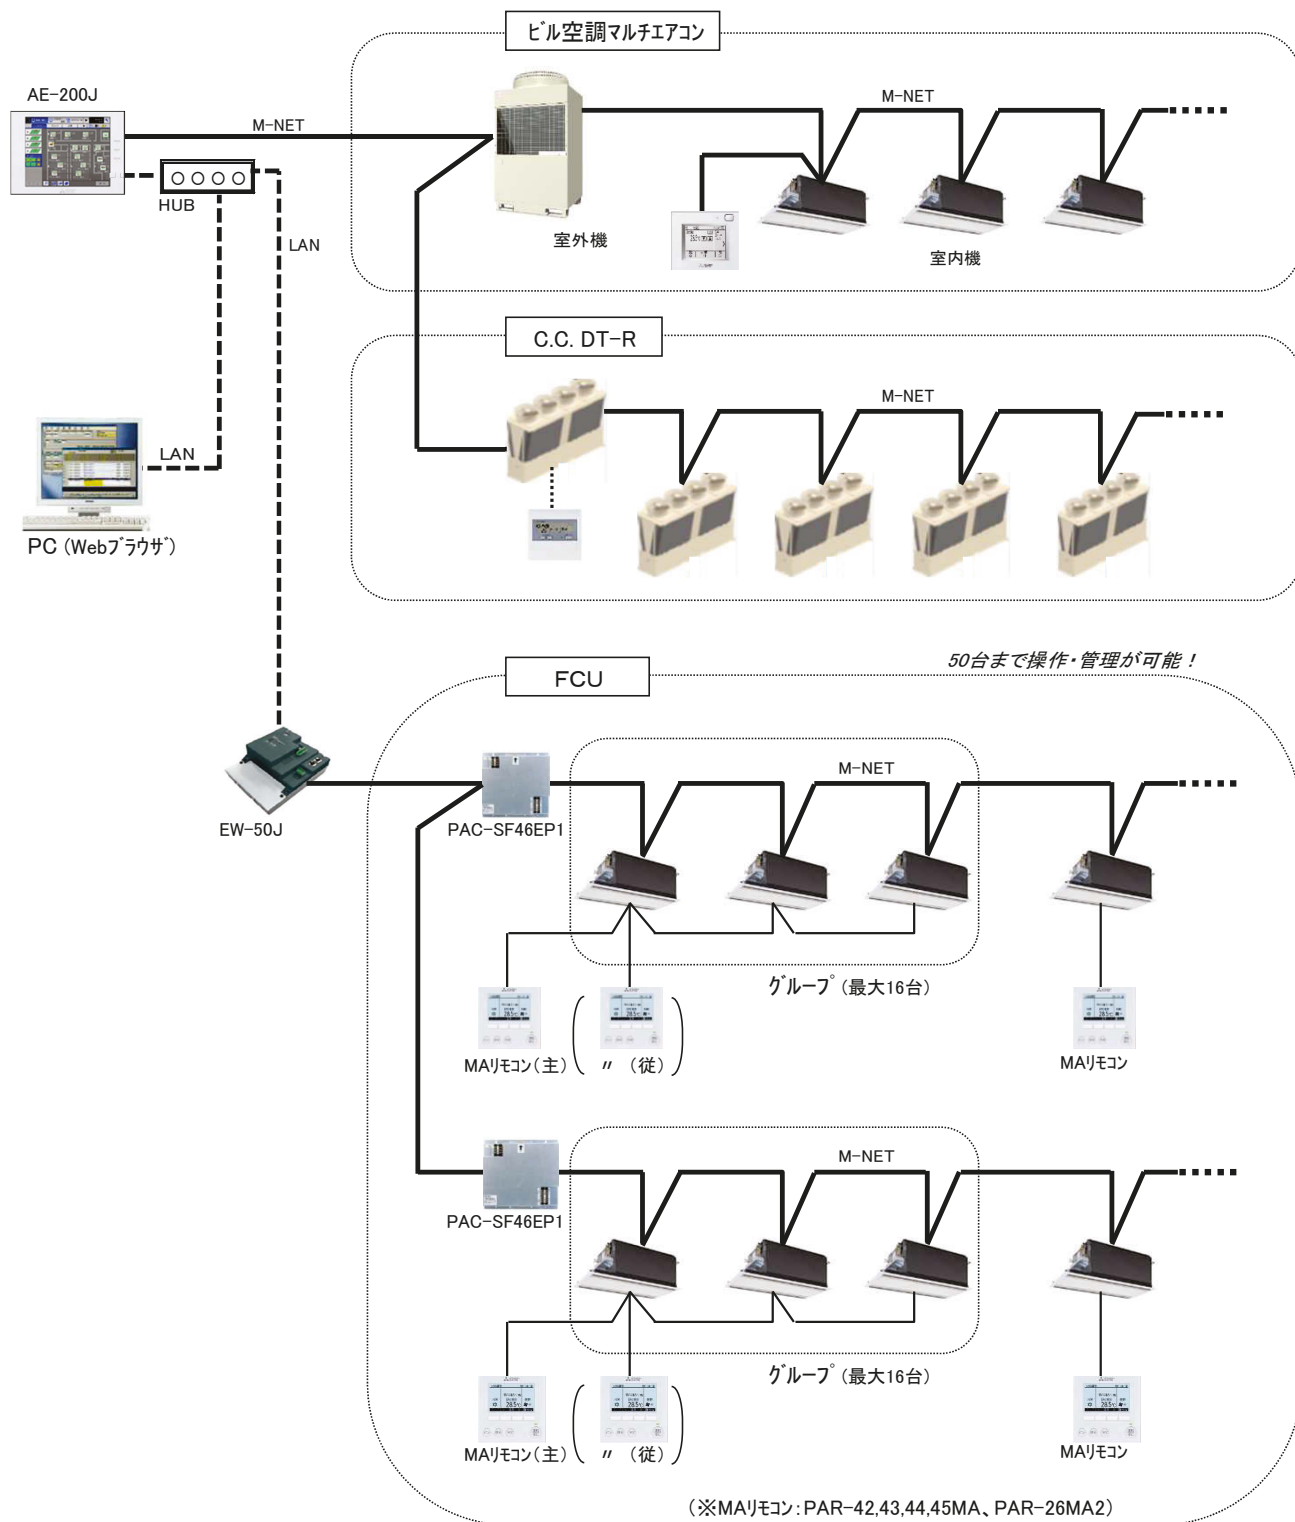 ビル空調マルチエアコン
AE-200J
M-NET
M-NET
HUB
LAN
室外機
室内機
C.C. DT-R
M-NET
LAN
PC (Webブラウザ)
50台まで操作・管理が可能！
FCU
M-NET
EW-50J
PAC-SF46EP1
グループ (最大16台)
MAリモコン(主)
〃 (従)
MAリモコン
M-NET
PAC-SF46EP1
グループ (最大16台)
MAリモコン(主)
〃 (従)
MAリモコン
(※MAリモコン：PAR-42,43,44,45MA、PAR-26MA2)